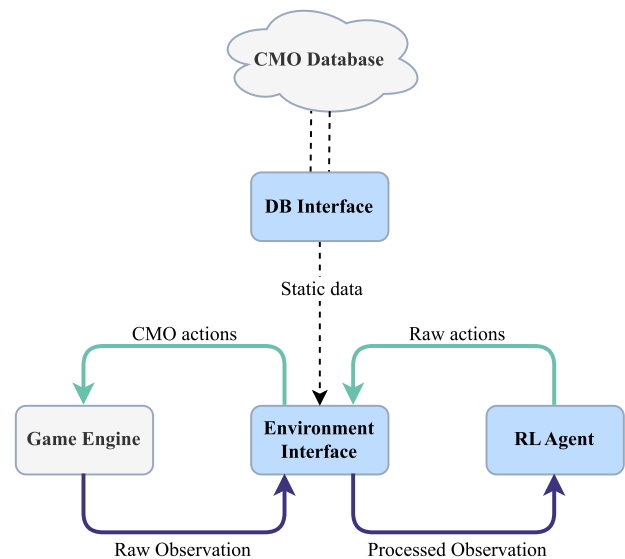 CMO Database
DB Interface
Static data
CMO actions
Raw actions
Game Engine
Environment
Interface
RL Agent
Raw Observation
Processed Observation